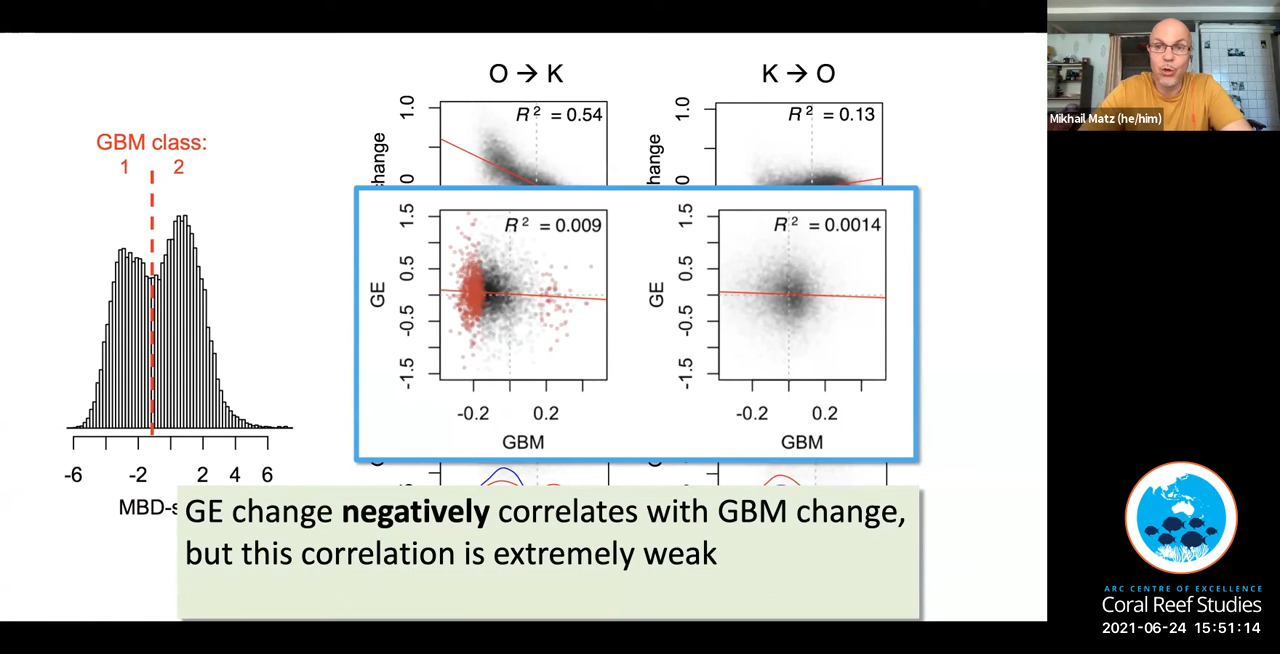 O → K
K → O
GBM class:
1 2
R² = 0.54
R² = 0.13
1.0
0
change
1.0
0
change
R² = 0.009
R² = 0.0014
1.5
0.5
-0.5
-1.5
GE
-0.2 0.2
GBM
1.5
0.5
-0.5
-1.5
GE
-0.2 0.2
GBM
-6 -2 2 4 6
MBD-s
GE change negatively correlates with GBM change,
but this correlation is extremely weak
Mikhail Matz (he/him)
ARC CENTRE OF EXCELLENCE
Coral Reef Studies
2021-06-24 15:51:14